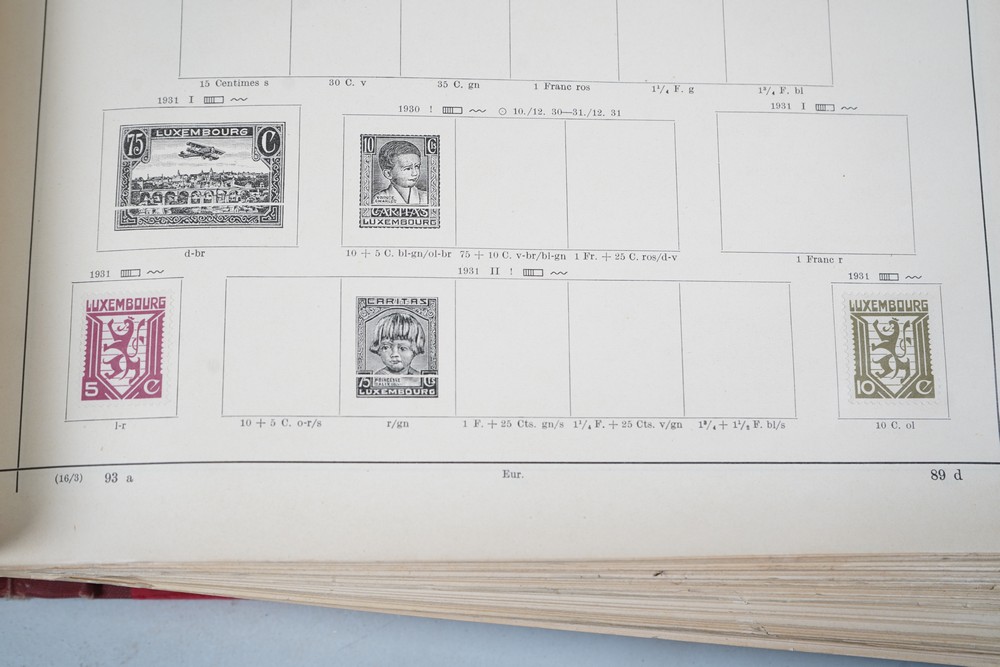 15 Centimes s 30 C. v 35 C. gn 1 Franc ros 1¼ F. g 1¾ F. bl
1931 I
1930 ! 10./12. 30—31./12. 31
1931 I
LUXEMBOURG
75 C
10 C
PRINCE
CHARLES
CARITAS
LUXEMBOURG
d-br
10 + 5 C. bl-gn/ol-br 75 + 10 C. v-br/bl-gn 1 Fr. + 25 C. ros/d-v
1 Franc r
1931
1931 II !
1931
LUXEMBOURG
5 C
CARITAS
PRINCESSE
75 Cs
LUXEMBOURG
LUXEMBOURG
10 C
l-r
10 + 5 C. o-r/s
r/gn
1 F. + 25 Cts. gn/s
1¼ F. + 25 Cts. v/gn
1¾ + 1½ F. bl/s
10 C. ol
(16/3) 93 a
Eur.
89 d